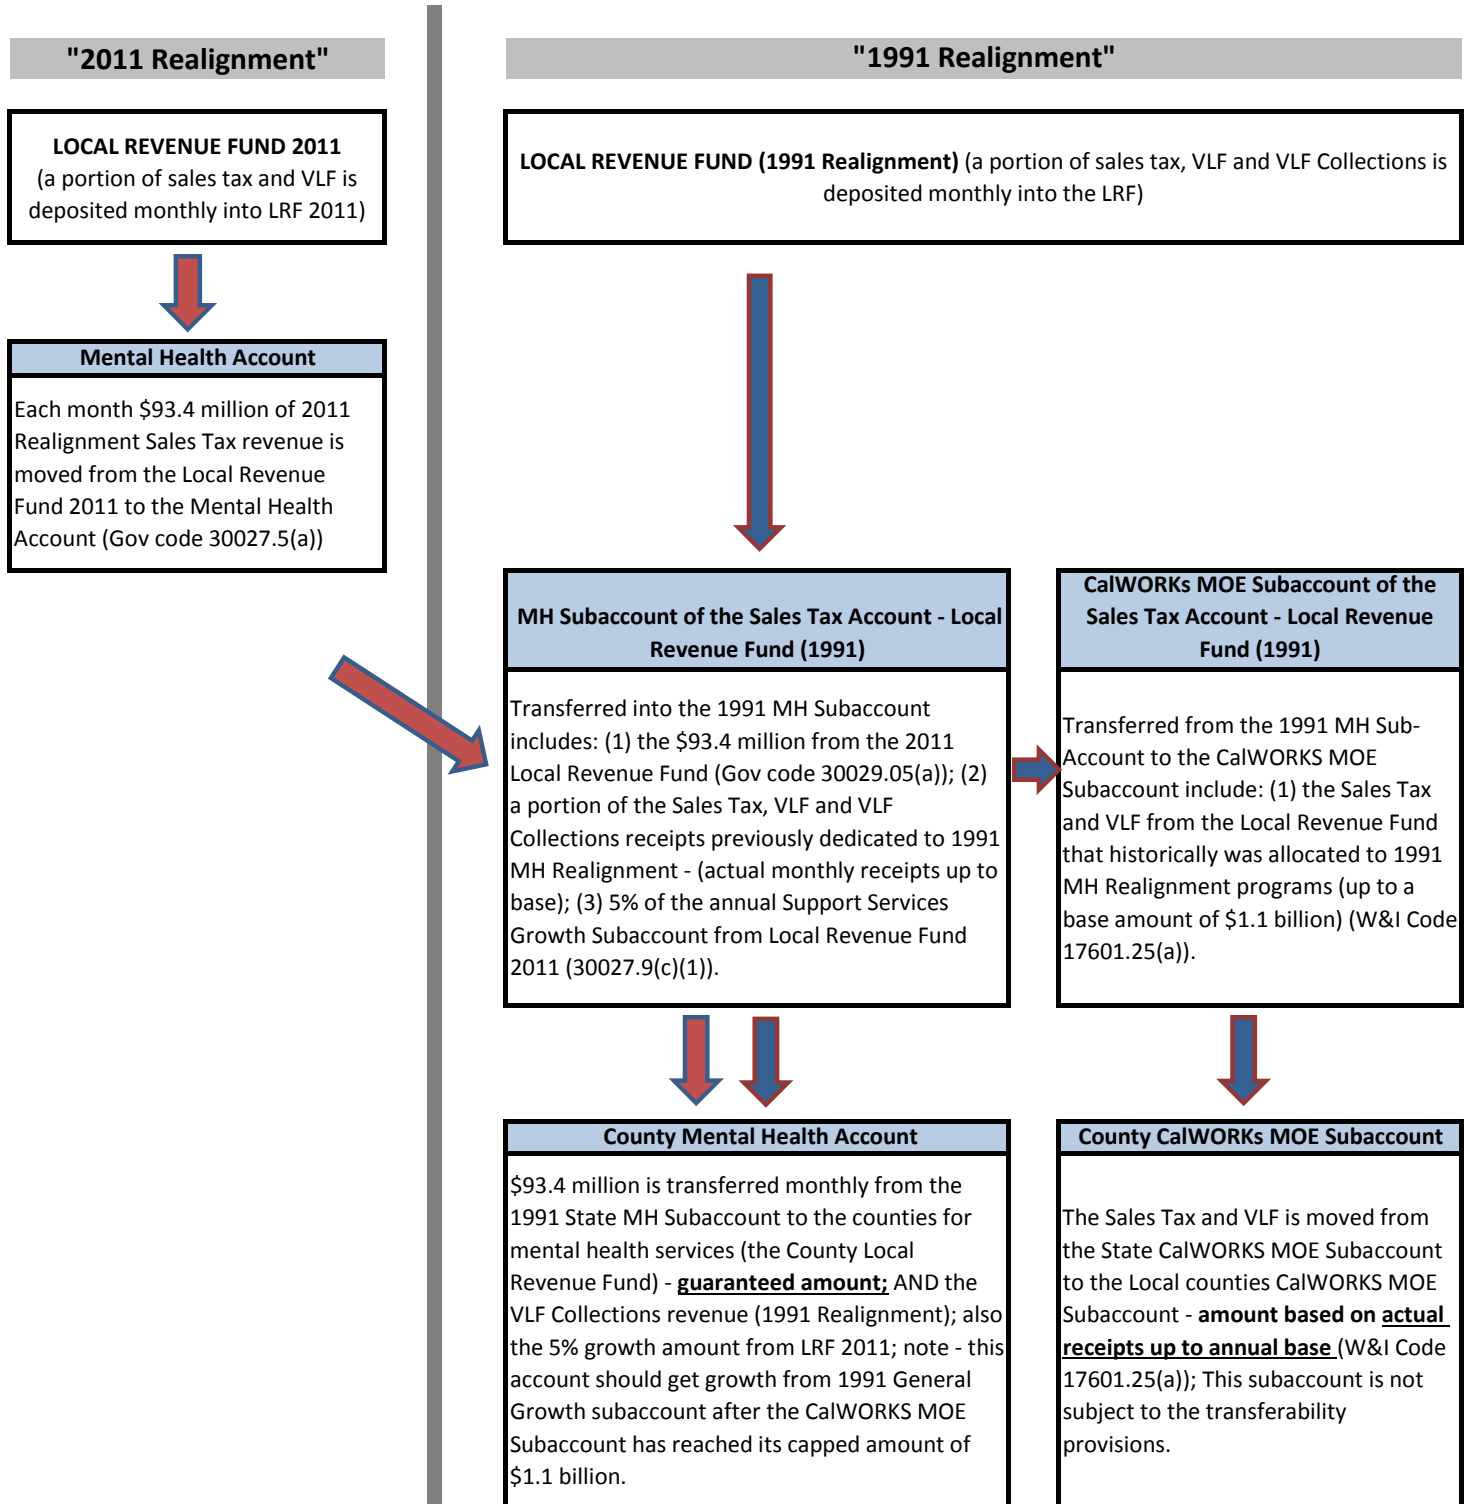 "2011 Realignment"
"1991 Realignment"
LOCAL REVENUE FUND 2011
(a portion of sales tax and VLF is
deposited monthly into LRF 2011)
LOCAL REVENUE FUND (1991 Realignment) (a portion of sales tax, VLF and VLF Collections is
deposited monthly into the LRF)
Mental Health Account
Each month $93.4 million of 2011
Realignment Sales Tax revenue is
moved from the Local Revenue
Fund 2011 to the Mental Health
Account (Gov code 30027.5(a))
MH Subaccount of the Sales Tax Account - Local
Revenue Fund (1991)
Transferred into the 1991 MH Subaccount
includes: (1) the $93.4 million from the 2011
Local Revenue Fund (Gov code 30029.05(a)); (2)
a portion of the Sales Tax, VLF and VLF
Collections receipts previously dedicated to 1991
MH Realignment - (actual monthly receipts up to
base); (3) 5% of the annual Support Services
Growth Subaccount from Local Revenue Fund
2011 (30027.9(c)(1)).
CalWORKs MOE Subaccount of the
Sales Tax Account - Local Revenue
Fund (1991)
Transferred from the 1991 MH Sub-
Account to the CalWORKS MOE
Subaccount include: (1) the Sales Tax
and VLF from the Local Revenue Fund
that historically was allocated to 1991
MH Realignment programs (up to a
base amount of $1.1 billion) (W&I Code
17601.25(a)).
County Mental Health Account
$93.4 million is transferred monthly from the
1991 State MH Subaccount to the counties for
mental health services (the County Local
Revenue Fund) - guaranteed amount; AND the
VLF Collections revenue (1991 Realignment); also
the 5% growth amount from LRF 2011; note - this
account should get growth from 1991 General
Growth subaccount after the CalWORKS MOE
Subaccount has reached its capped amount of
$1.1 billion.
County CalWORKs MOE Subaccount
The Sales Tax and VLF is moved from
the State CalWORKS MOE Subaccount
to the Local counties CalWORKS MOE
Subaccount - amount based on actual
receipts up to annual base (W&I Code
17601.25(a)); This subaccount is not
subject to the transferability
provisions.